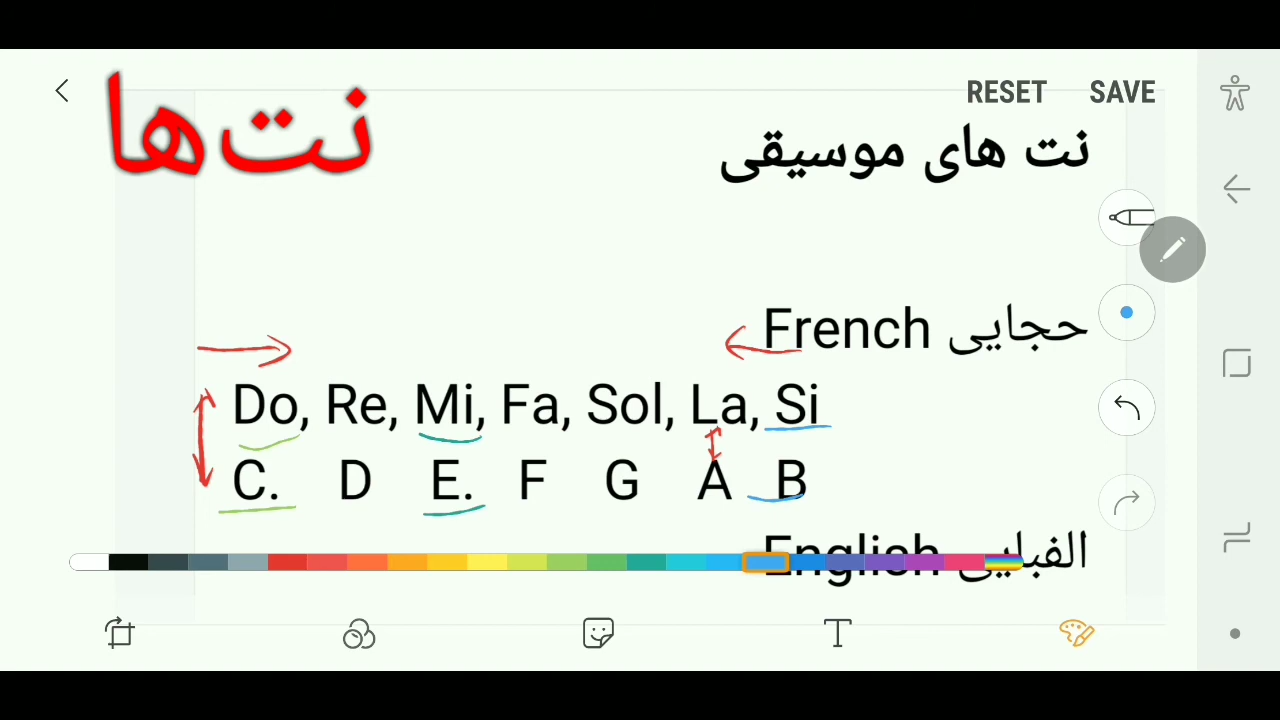 نت‌ها
RESET SAVE
نت های موسیقی
French حجایی
Do, Re, Mi, Fa, Sol, La, Si
C. D E. F G A B
English الفبایی
T